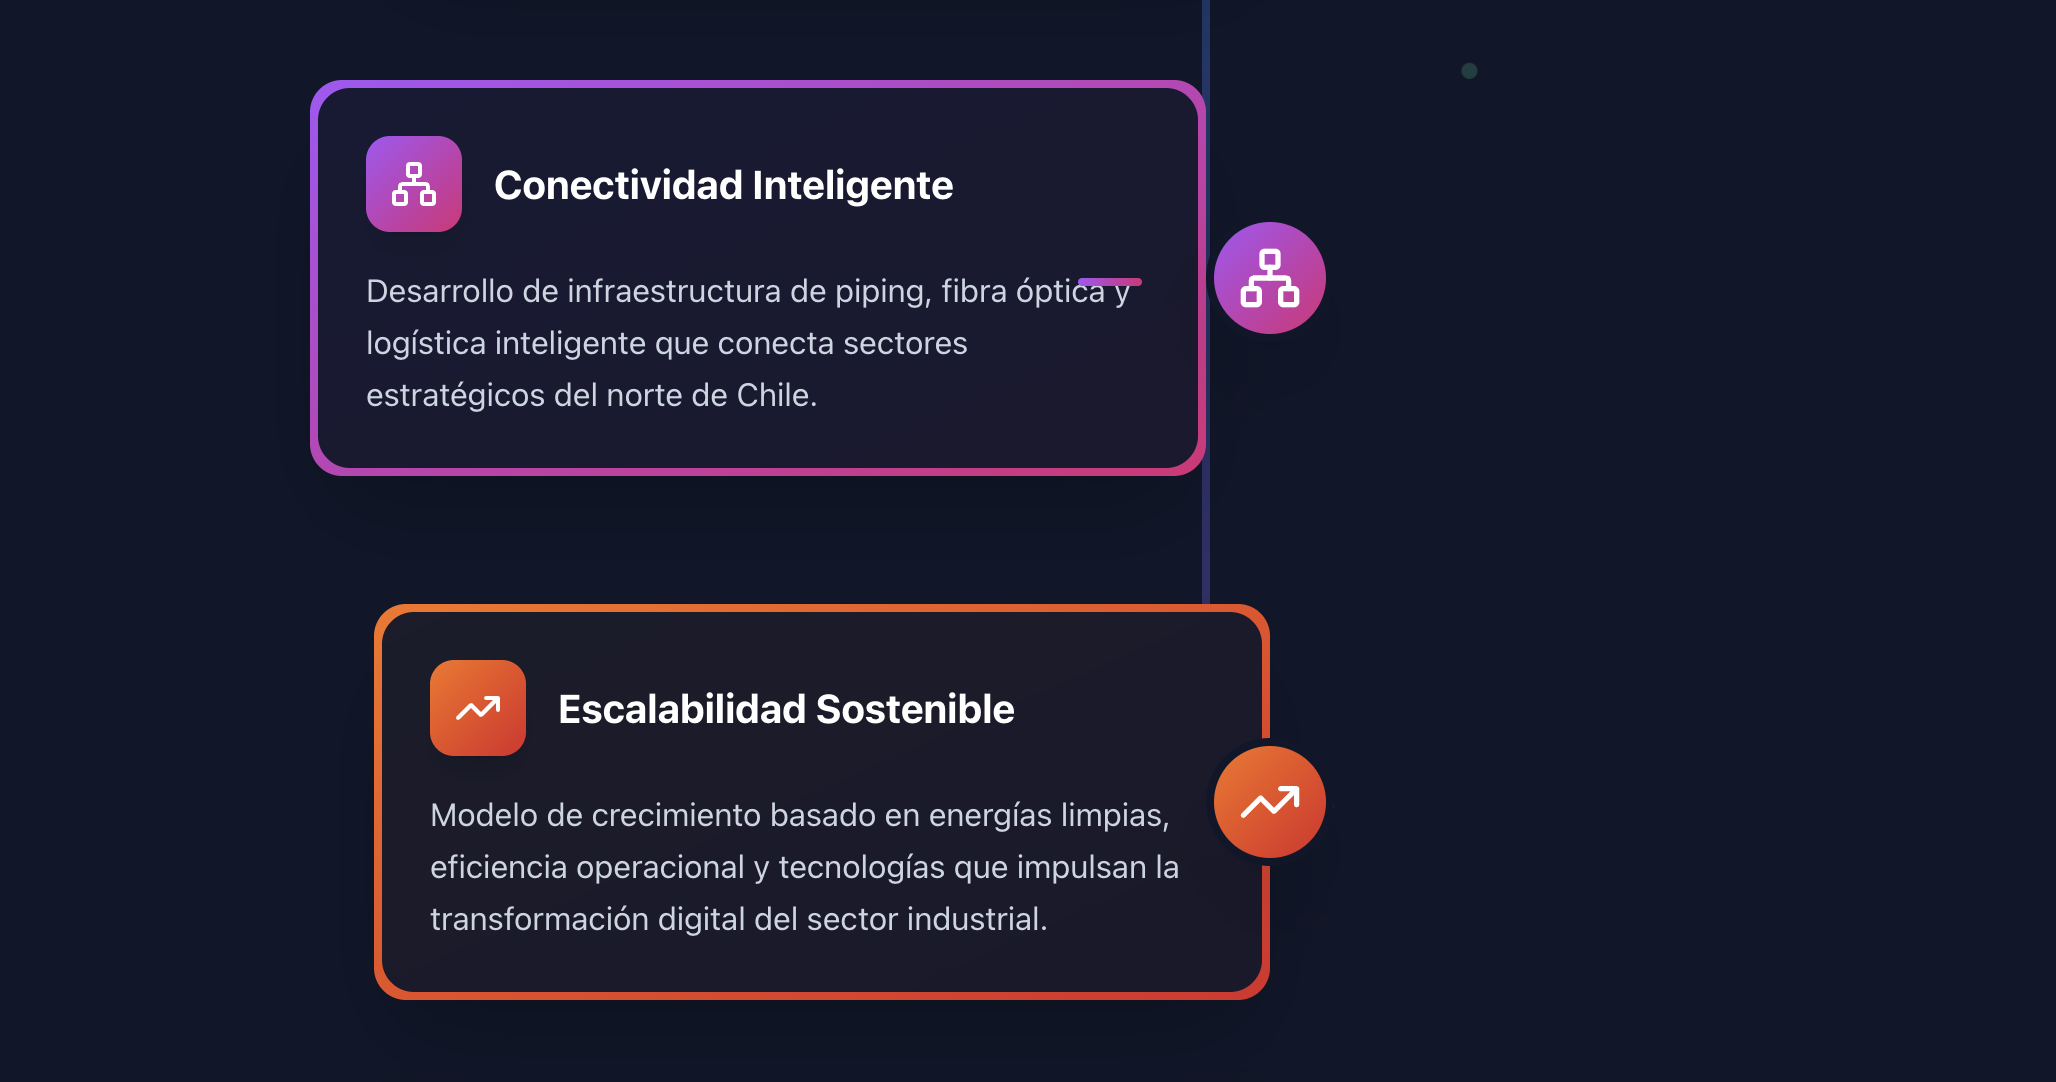 Conectividad Inteligente
Desarrollo de infraestructura de piping, fibra óptica y
logística inteligente que conecta sectores
estratégicos del norte de Chile.
Escalabilidad Sostenible
Modelo de crecimiento basado en energías limpias,
eficiencia operacional y tecnologías que impulsan la
transformación digital del sector industrial.